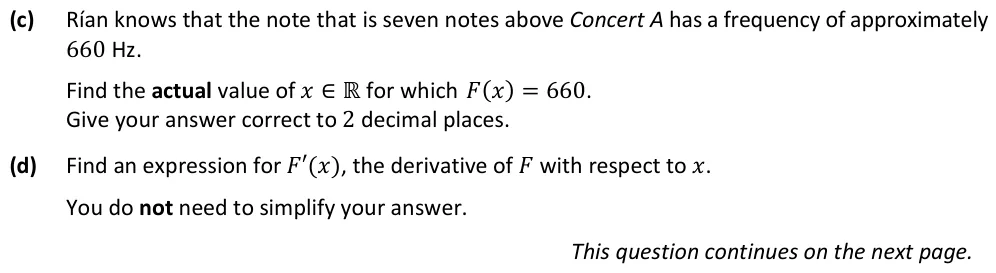 (c) Rían knows that the note that is seven notes above Concert A has a frequency of approximately
660 Hz.
Find the actual value of x ∈ ℝ for which F(x) = 660.
Give your answer correct to 2 decimal places.
(d) Find an expression for F′(x), the derivative of F with respect to x.
You do not need to simplify your answer.
This question continues on the next page.